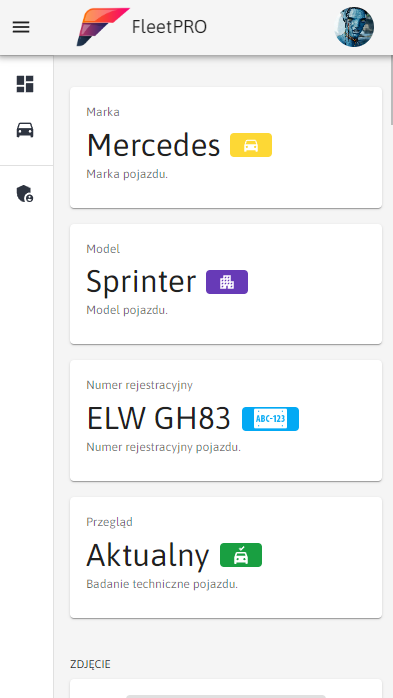 FleetPRO
Marka
Mercedes
Marka pojazdu.
Model
Sprinter
Model pojazdu.
Numer rejestracyjny
ELW GH83 ABC-123
Numer rejestracyjny pojazdu.
Przegląd
Aktualny
Badanie techniczne pojazdu.
ZDJĘCIE